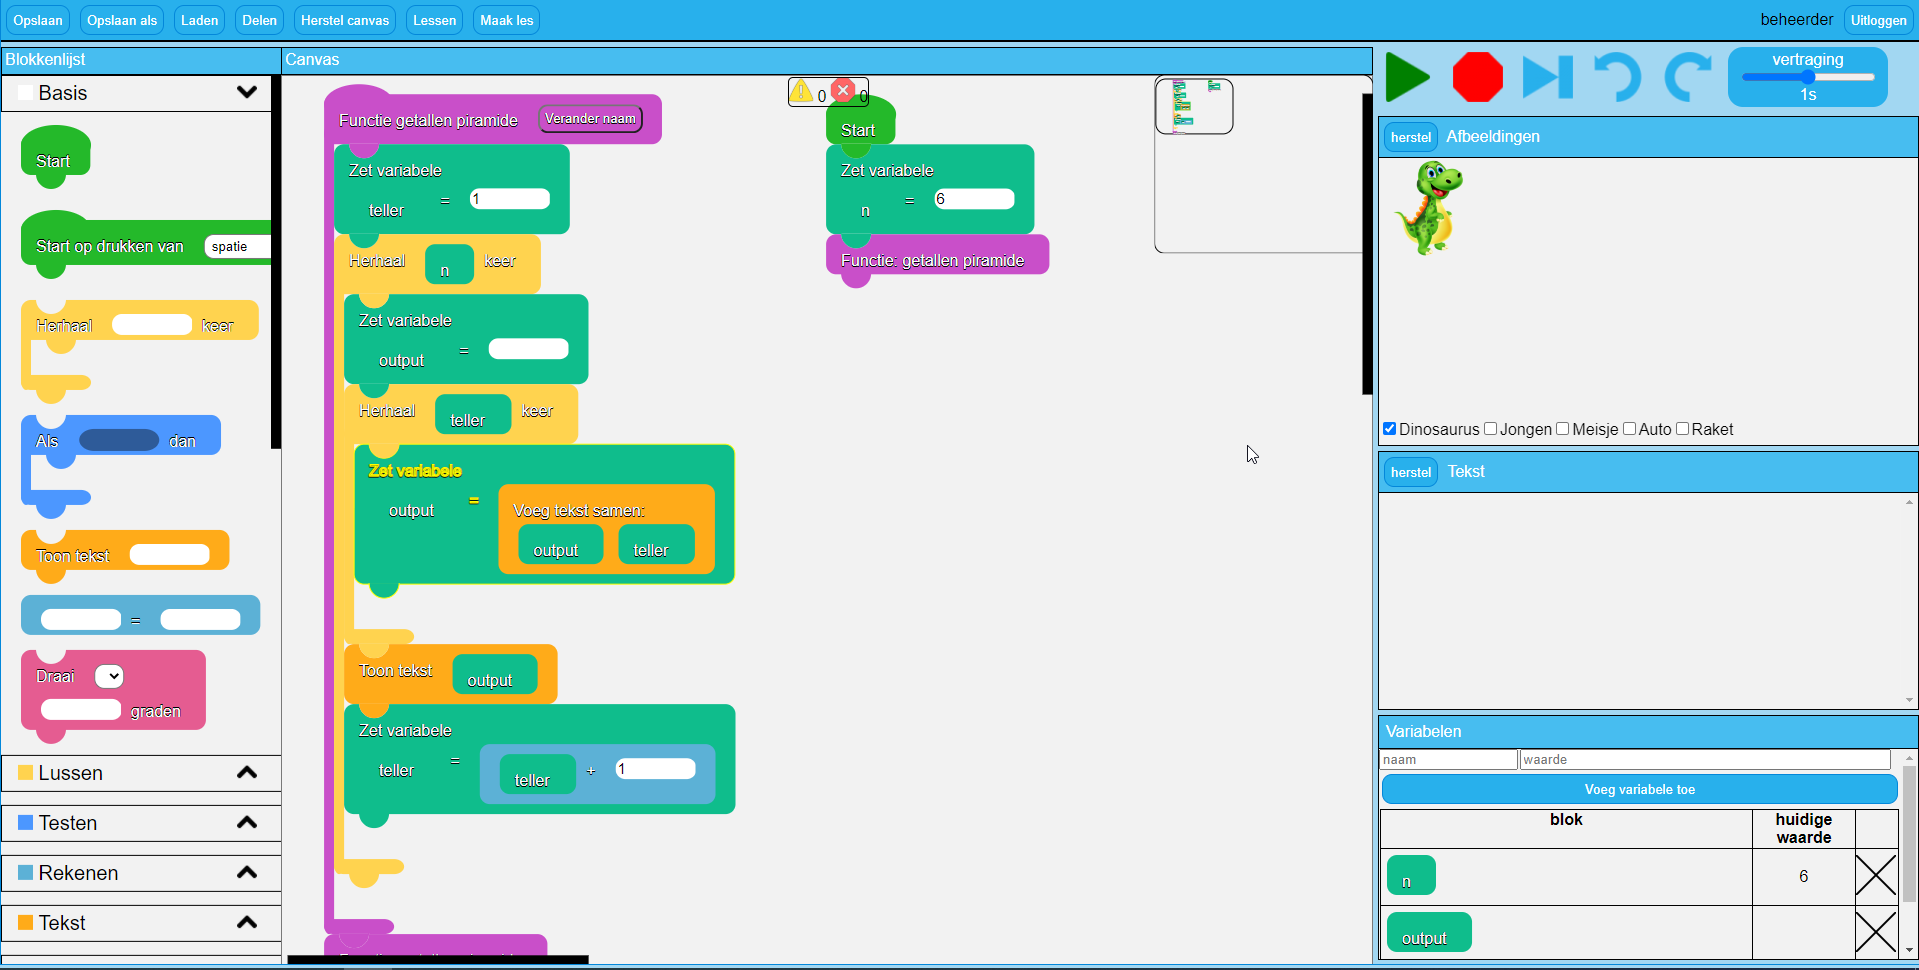 Opslaan Opslaan als Laden Delen Herstel canvas Lessen Maak les beheerder Uitloggen
Blokkenlijst
Basis
Start
Start op drukken van spatie
Herhaal keer
Als dan
Toon tekst
=
Draai
graden
Lussen
Testen
Rekenen
Tekst
Canvas
Functie getallen piramide Verander naam
Zet variabele
teller = 1
Herhaal n keer
Zet variabele
output =
Herhaal teller keer
Zet variabele
output = Voeg tekst samen:
output teller
Toon tekst output
Zet variabele
teller = teller + 1
0 0
Start
Zet variabele
n = 6
Functie: getallen piramide
vertraging
1s
herstel Afbeeldingen
Dinosaurus Jongen Meisje Auto Raket
herstel Tekst
Variabelen
naam waarde
Voeg variabele toe
blok huidige waarde
n 6
output